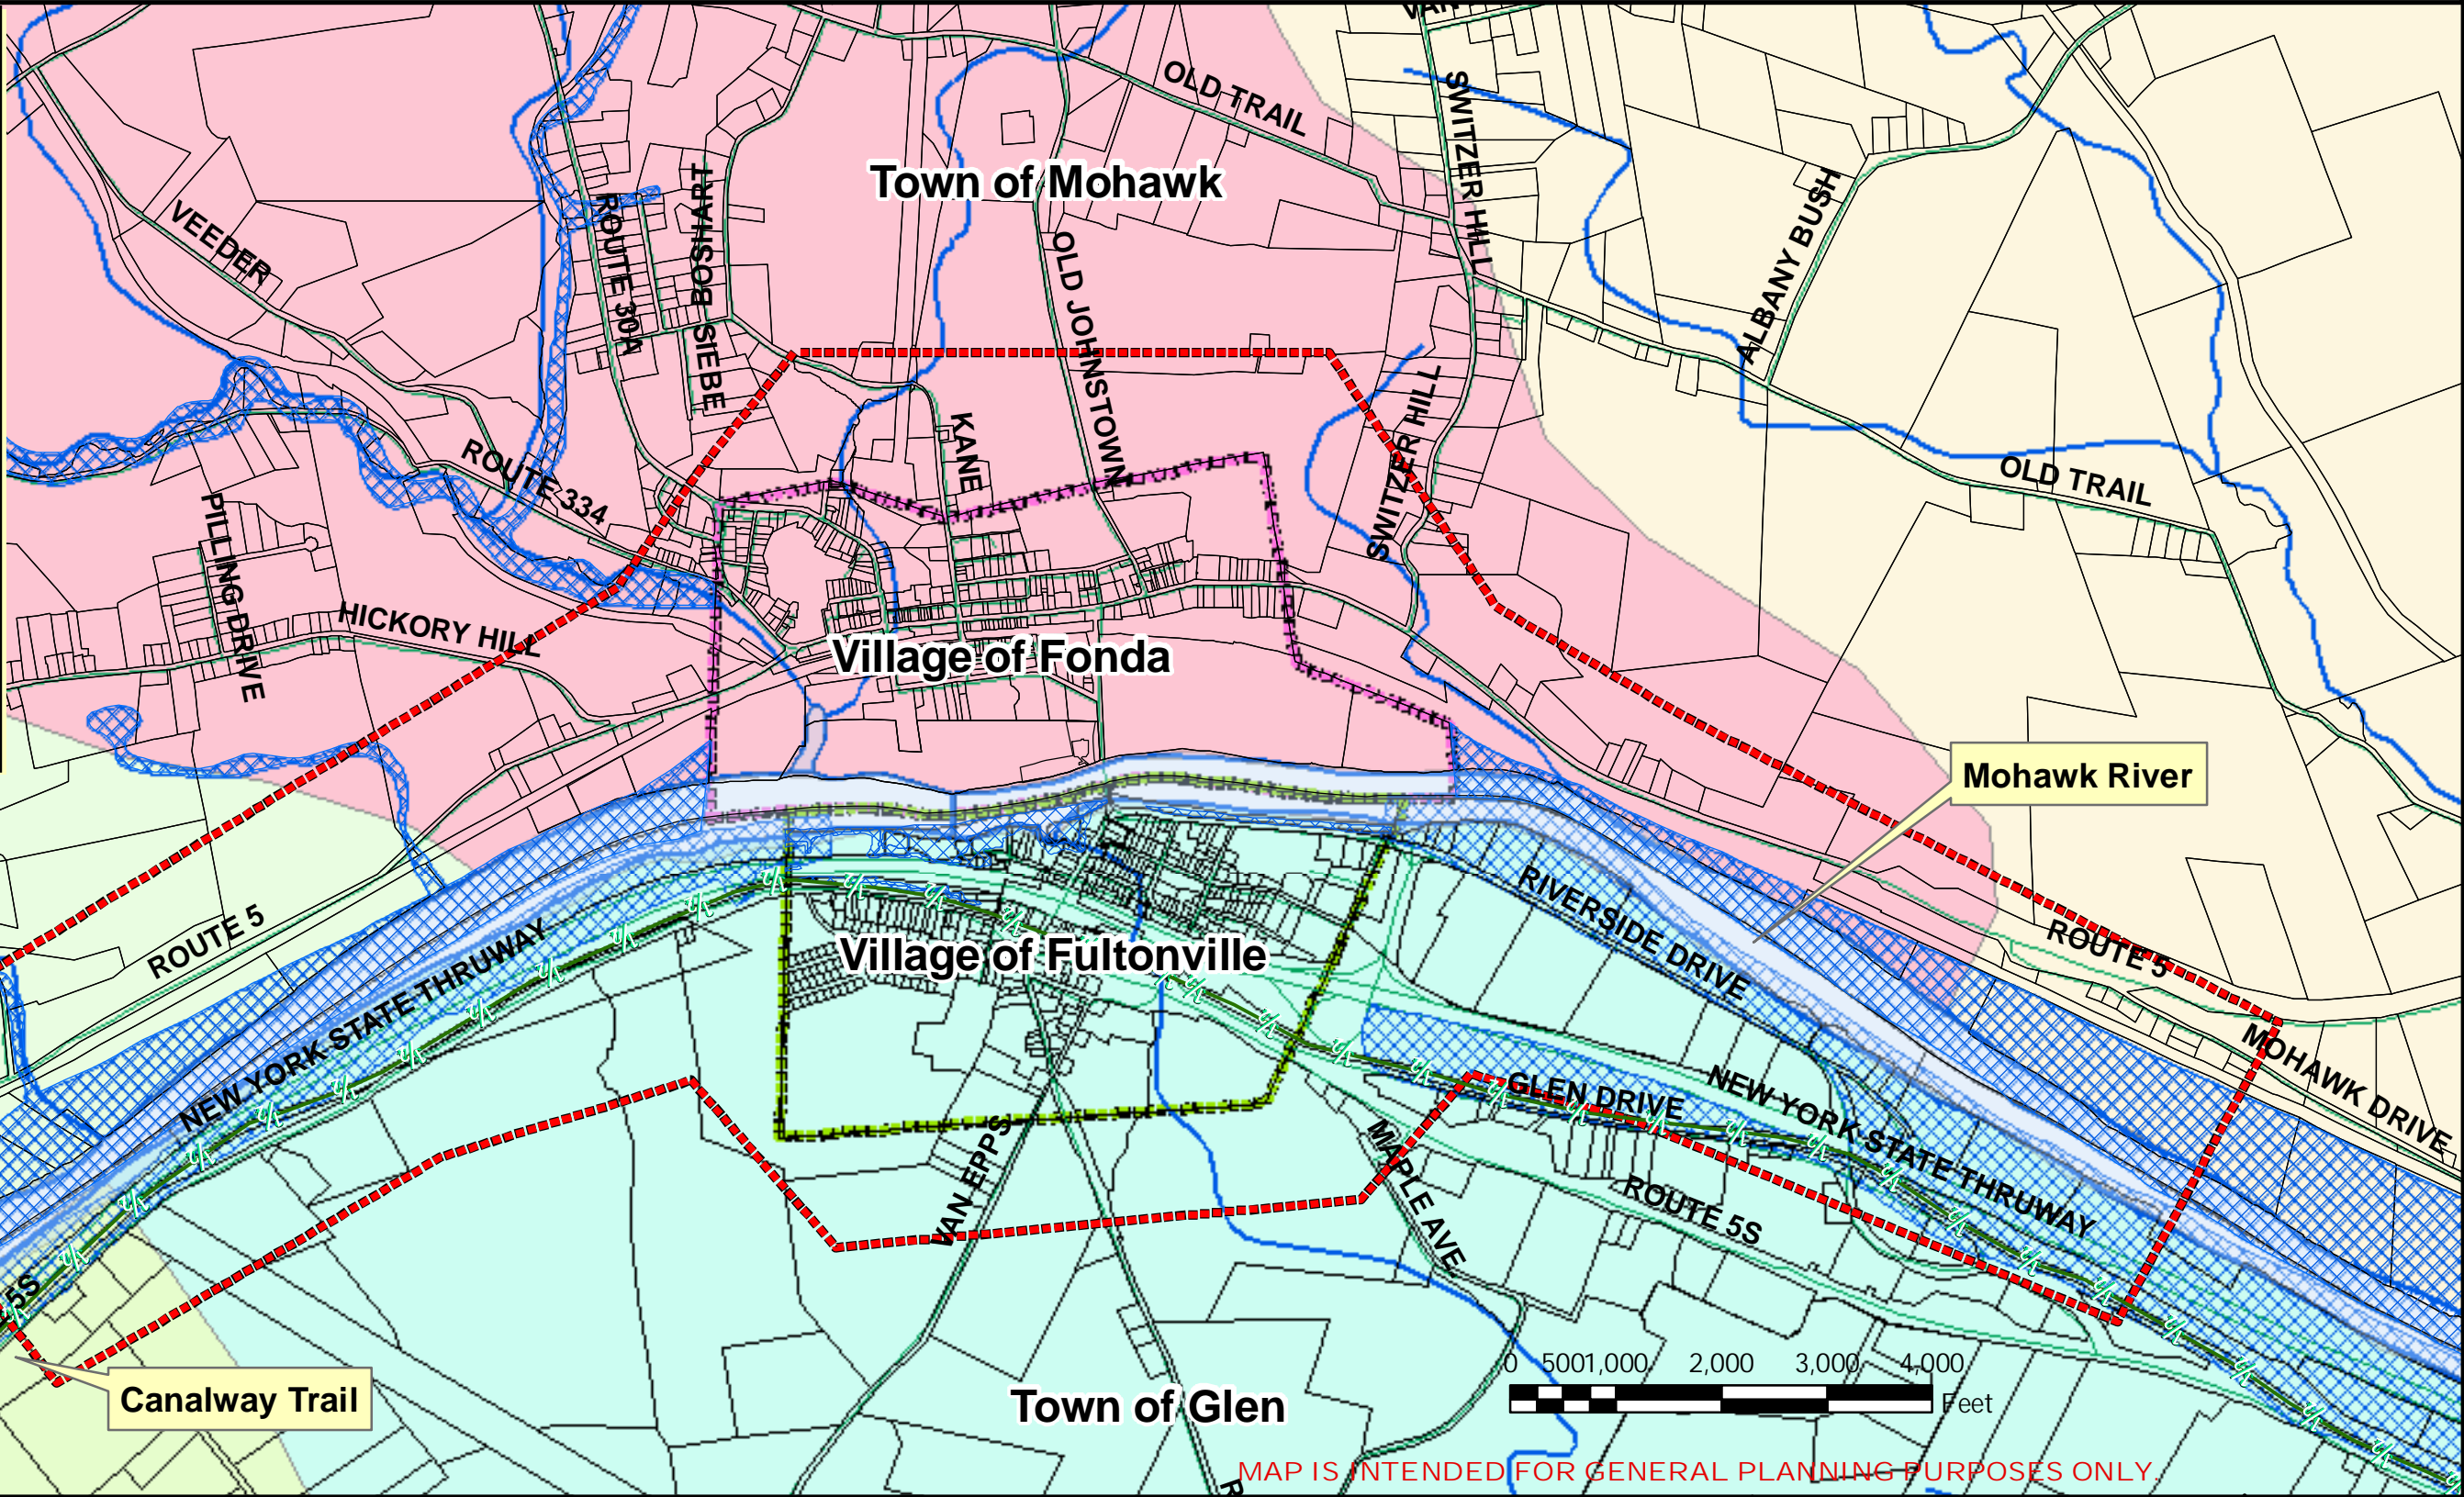 OLD TRAIL
SWITZER HILL
Town of Mohawk
VEEDER
ROUTE 30A
BOSHART
SIEBE
OLD JOHNSTOWN
ALBANY BUSH
KANE
SWITZER HILL
ROUTE 334
OLD TRAIL
PILLING DRIVE
HICKORY HILL
Village of Fonda
Mohawk River
ROUTE 5
NEW YORK STATE THRUWAY
Village of Fultonville
RIVERSIDE DRIVE
ROUTE 5
MOHAWK DRIVE
GLEN DRIVE
NEW YORK STATE THRUWAY
VAN EPPS
MAPLE AVE
ROUTE 5S
5S
Canalway Trail
Town of Glen
0 500 1,000 2,000 3,000 4,000
Feet
MAP IS INTENDED FOR GENERAL PLANNING PURPOSES ONLY.